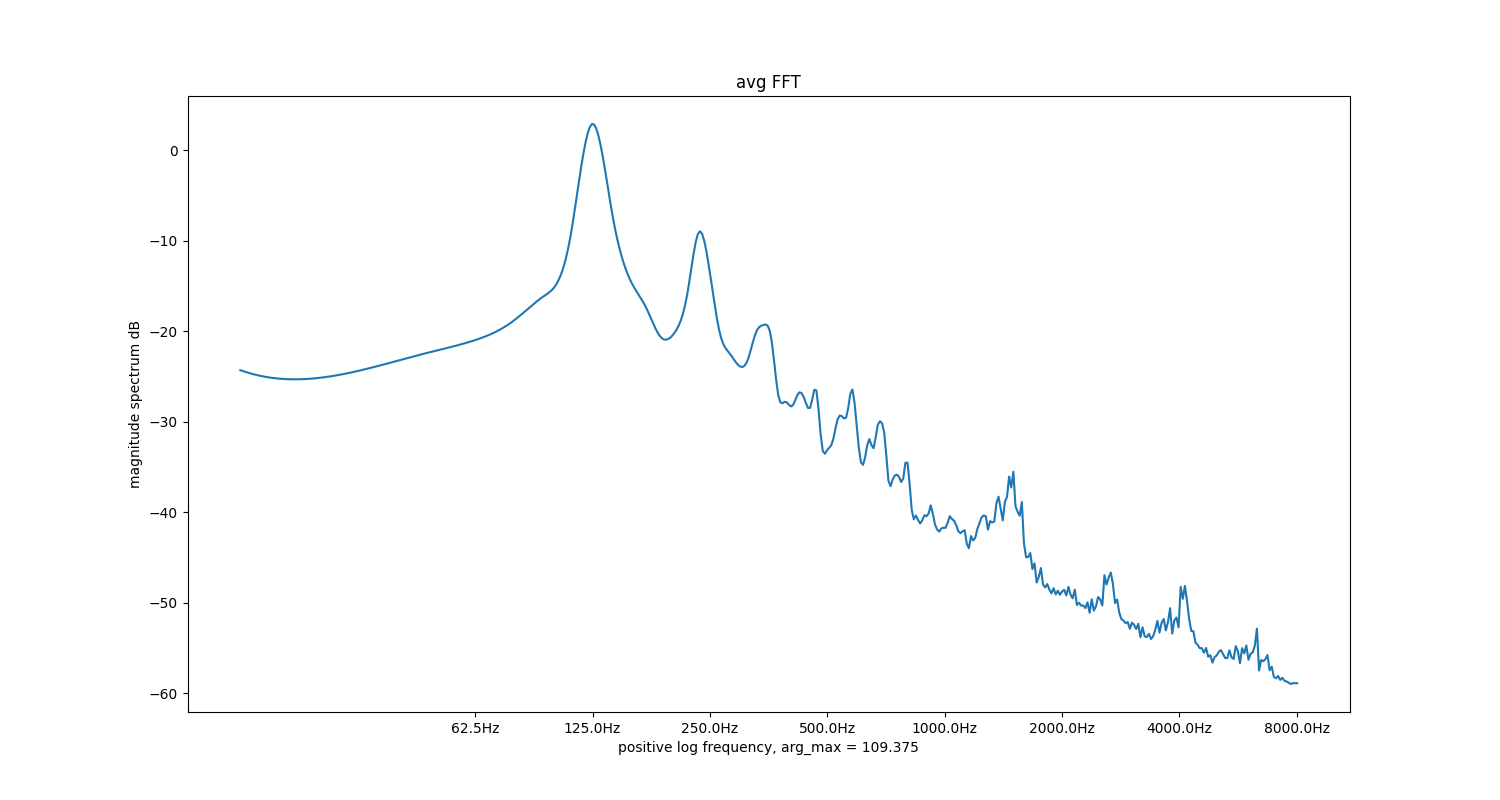 avg FFT
magnitude spectrum dB
0
−10
−20
−30
−40
−50
−60
62.5Hz 125.0Hz 250.0Hz 500.0Hz 1000.0Hz 2000.0Hz 4000.0Hz 8000.0Hz
positive log frequency, arg_max = 109.375